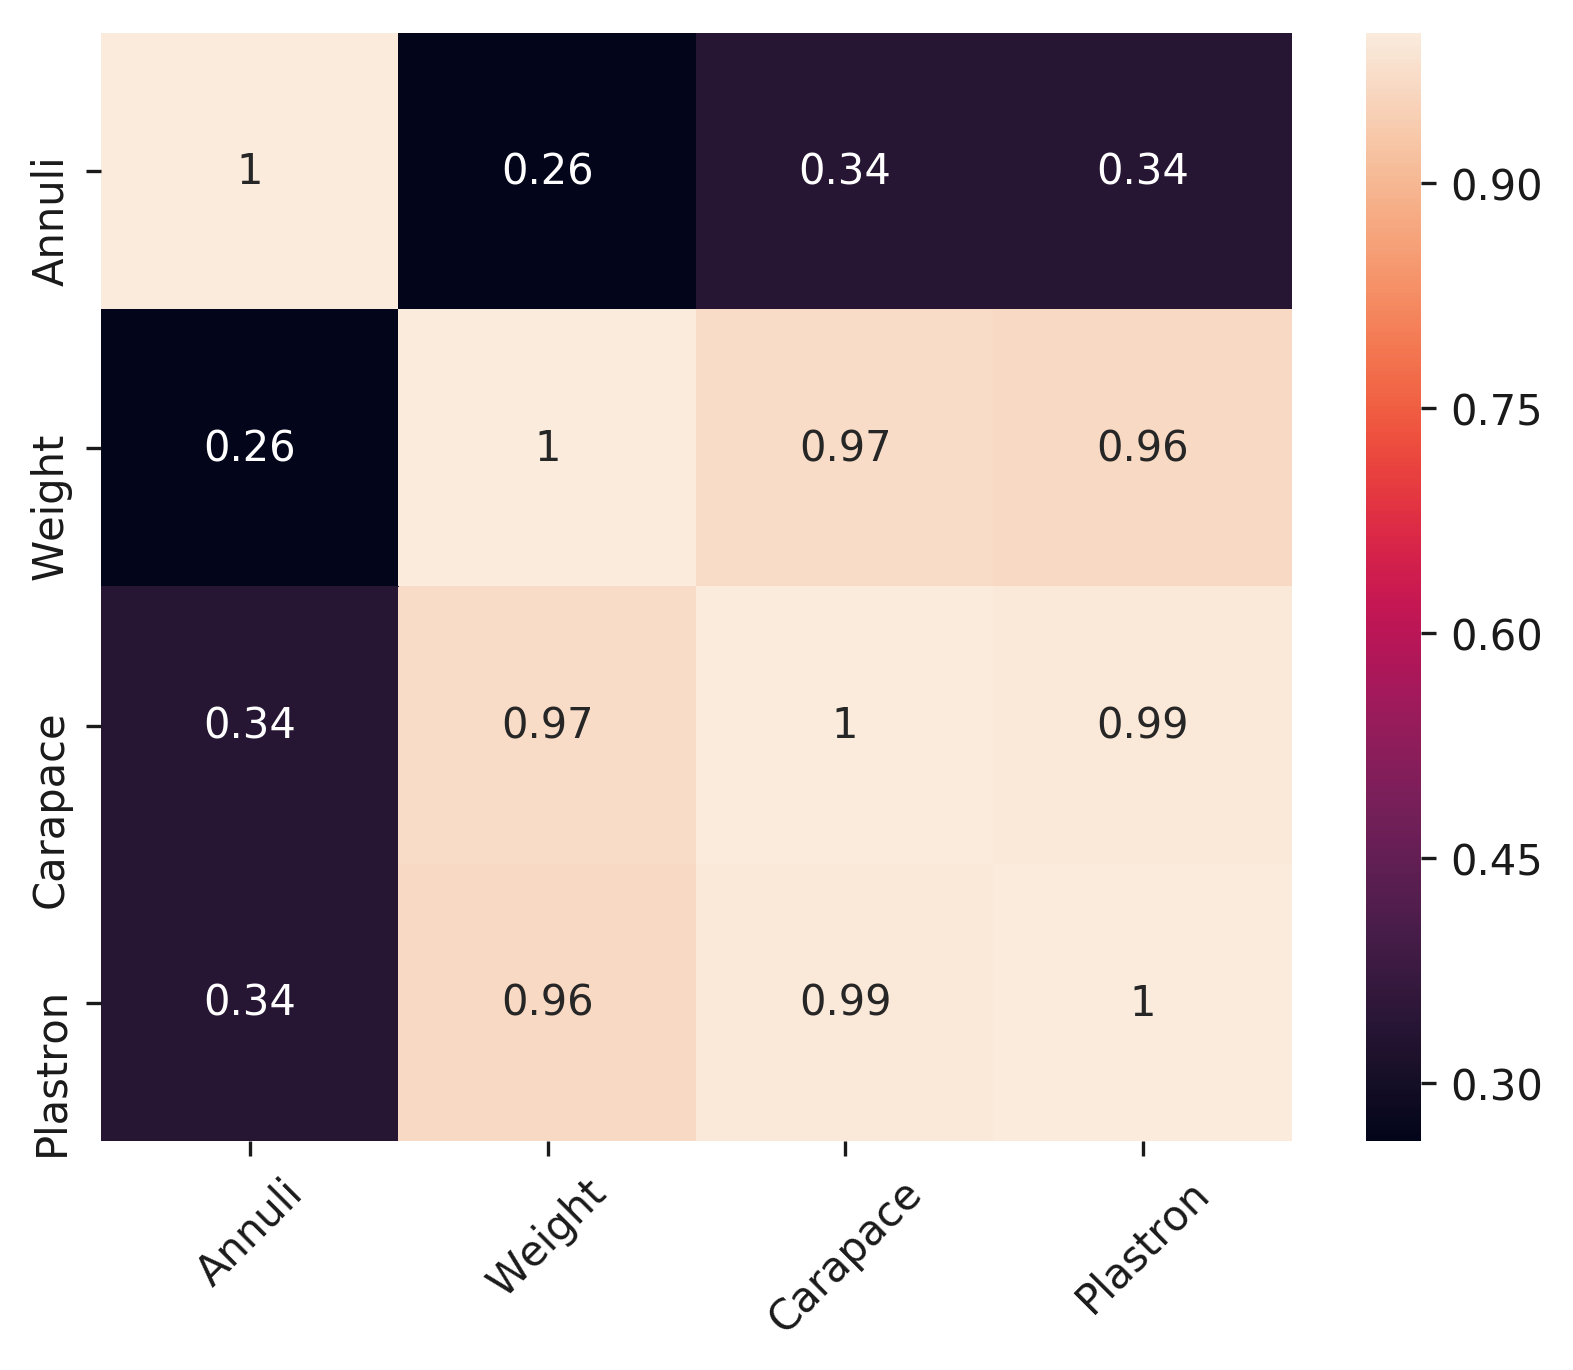 Annuli 1 0.26 0.34 0.34
Weight 0.26 1 0.97 0.96
Carapace 0.34 0.97 1 0.99
Plastron 0.34 0.96 0.99 1
Annuli Weight Carapace Plastron
0.90
0.75
0.60
0.45
0.30